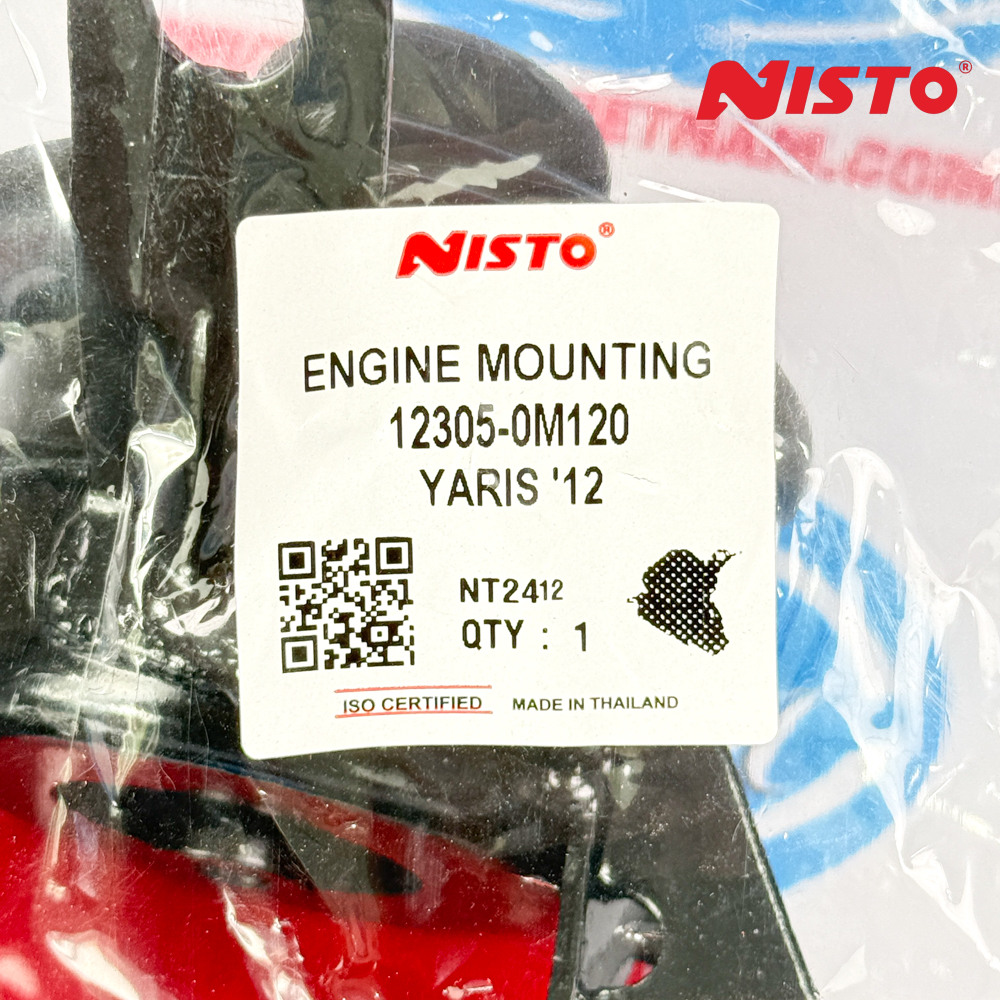 NISTO®
NISTO®
ENGINE MOUNTING
12305-0M120
YARIS '12
NT2412
QTY : 1
ISO CERTIFIED MADE IN THAILAND